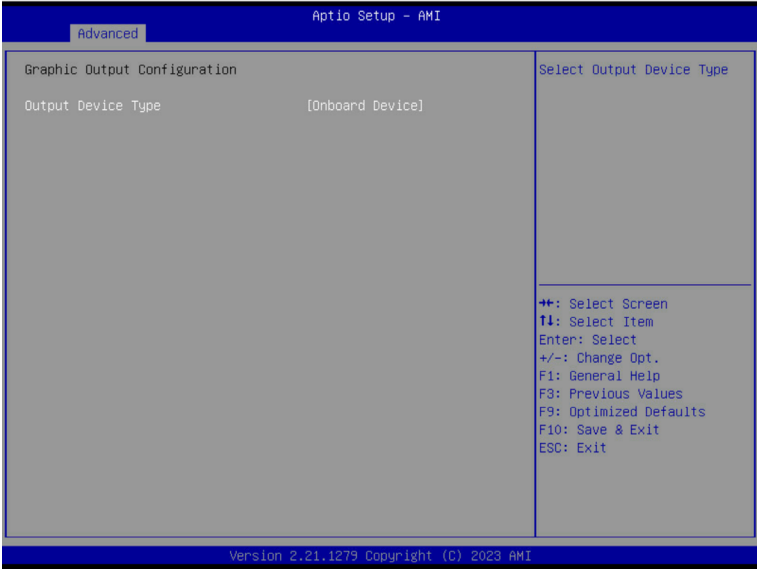 Aptio Setup – AMI
Advanced
Graphic Output Configuration
Output Device Type [Onboard Device]
Select Output Device Type
→←: Select Screen
↑↓: Select Item
Enter: Select
+/-: Change Opt.
F1: General Help
F3: Previous Values
F9: Optimized Defaults
F10: Save & Exit
ESC: Exit
Version 2.21.1279 Copyright (C) 2023 AMI